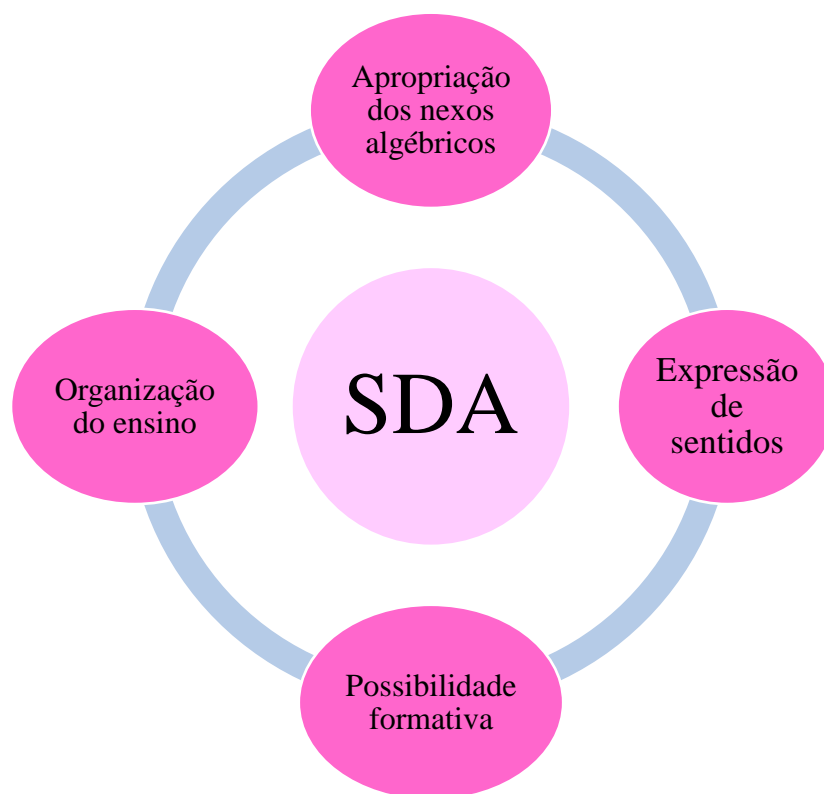 Apropriação
dos nexos
algébricos
Organização
do ensino
SDA
Expressão
de
sentidos
Possibilidade
formativa